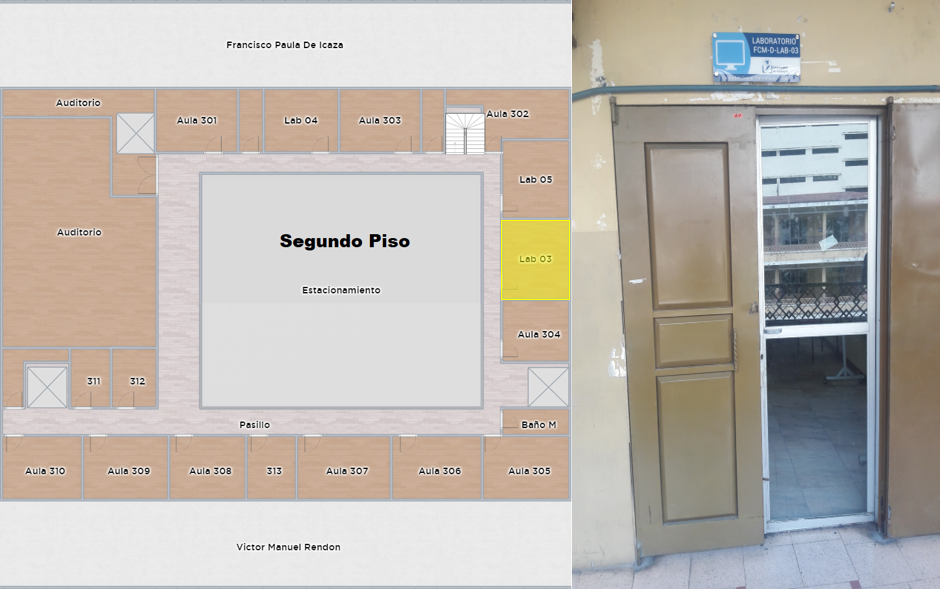 Francisco Paula De Icaza
Auditorio
Aula 301
Lab 04
Aula 303
Aula 302
Lab 05
Auditorio
Segundo Piso
Lab 03
Estacionamiento
Aula 304
311
312
Pasillo
Baño M
Aula 310
Aula 309
Aula 308
313
Aula 307
Aula 306
Aula 305
Victor Manuel Rendon
LABORATORIO
FCM-D-LAB-03